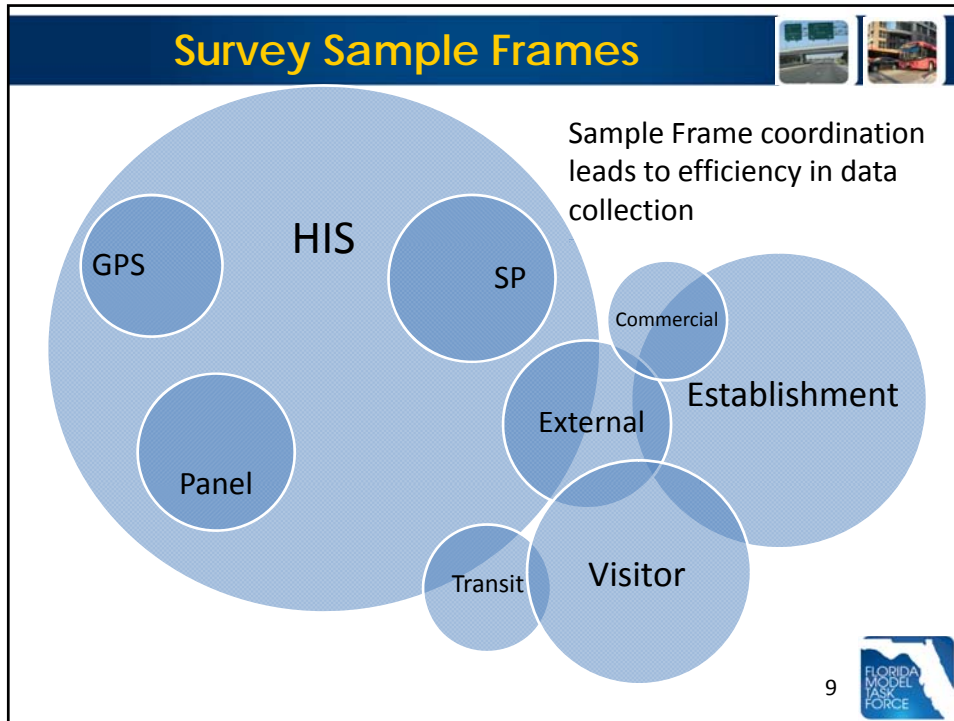 Survey Sample Frames
Sample Frame coordination
leads to efficiency in data
collection
HIS
GPS
SP
Commercial
Establishment
External
Panel
Transit
Visitor
9
FLORIDA
MODEL
TASK
FORCE